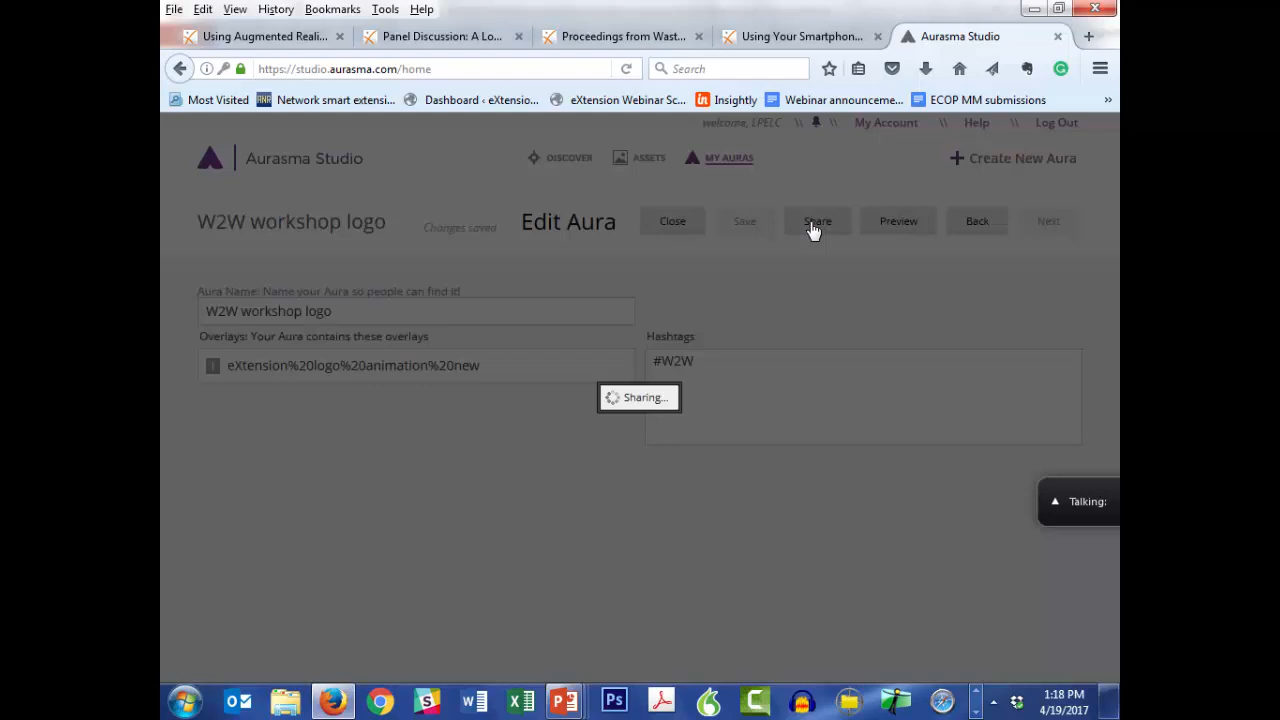 File Edit View History Bookmarks Tools Help
Using Augmented Reali... Panel Discussion: A Lo... Proceedings from Wast... Using Your Smartphon... Aurasma Studio
https://studio.aurasma.com/home Search
Most Visited Network smart extensi... Dashboard ‹ eXtensio... eXtension Webinar Sc... Insightly Webinar announceme... ECOP MM submissions »
welcome, LPELC \\ \\ My Account \\ Help \\ Log Out
Aurasma Studio DISCOVER ASSETS MY AURAS + Create New Aura
W2W workshop logo Changes saved Edit Aura Close Save Share Preview Back Next
Aura Name: Name your Aura so people can find it!
W2W workshop logo
Overlays: Your Aura contains these overlays Hashtags
eXtension%20logo%20animation%20new #W2W
Sharing...
Talking:
1:18 PM
4/19/2017